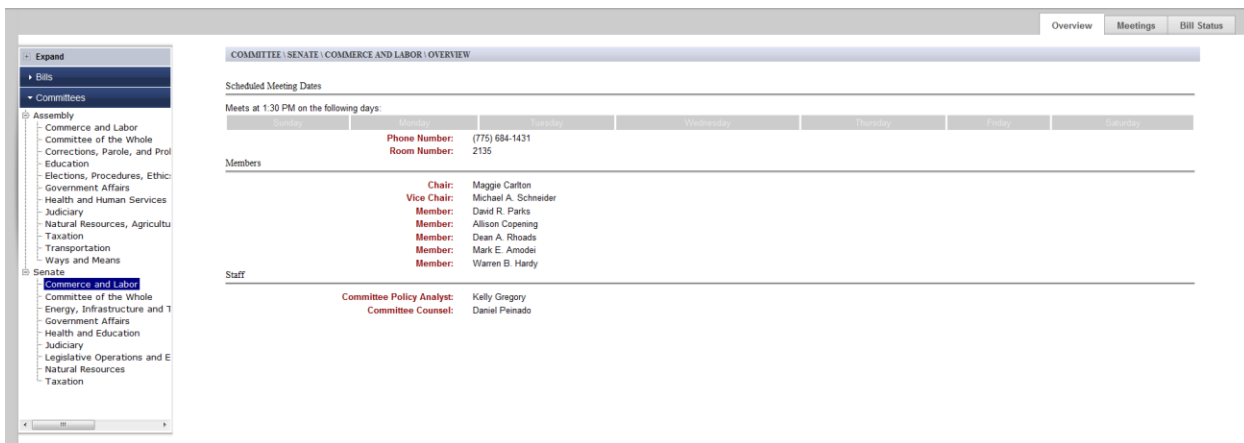 Overview Meetings Bill Status
Expand
Bills
Committees
Assembly
Commerce and Labor
Committee of the Whole
Corrections, Parole, and Prol
Education
Elections, Procedures, Ethic
Government Affairs
Health and Human Services
Judiciary
Natural Resources, Agricultu
Taxation
Transportation
Ways and Means
Senate
Commerce and Labor
Committee of the Whole
Energy, Infrastructure and T
Government Affairs
Health and Education
Judiciary
Legislative Operations and E
Natural Resources
Taxation
COMMITTEE \ SENATE \ COMMERCE AND LABOR \ OVERVIEW
Scheduled Meeting Dates
Meets at 1:30 PM on the following days:
Sunday Monday Tuesday Wednesday Thursday Friday Saturday
Phone Number: (775) 684-1431
Room Number: 2135
Members
Chair: Maggie Carlton
Vice Chair: Michael A. Schneider
Member: David R. Parks
Member: Allison Copening
Member: Dean A. Rhoads
Member: Mark E. Amodei
Member: Warren B. Hardy
Staff
Committee Policy Analyst: Kelly Gregory
Committee Counsel: Daniel Peinado